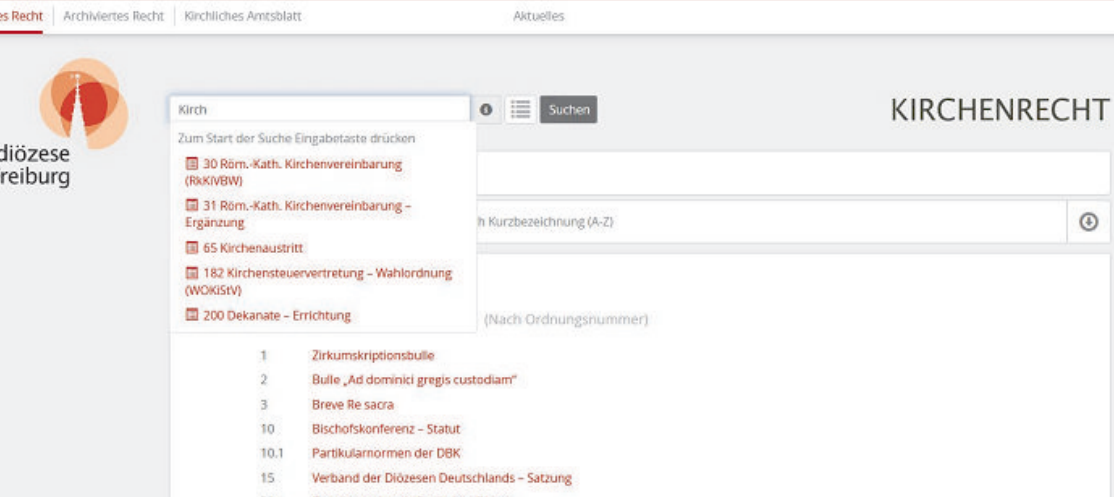 es Recht Archiviertes Recht Kirchliches Amtsblatt Aktuelles
diözese
reiburg
Kirch
Suchen
KIRCHENRECHT
Zum Start der Suche Eingabetaste drücken
30 Röm.-Kath. Kirchenvereinbarung
(RkKiVBW)
31 Röm.-Kath. Kirchenvereinbarung –
Ergänzung
65 Kirchenaustritt
182 Kirchensteuervertretung – Wahlordnung
(WOKiStV)
200 Dekanate – Errichtung
h Kurzbezeichnung (A-Z)
(Nach Ordnungsnummer)
1 Zirkumskriptionsbulle
2 Bulle „Ad dominici gregis custodiam“
3 Breve Re sacra
10 Bischofskonferenz – Statut
10.1 Partikularnormen der DBK
15 Verband der Diözesen Deutschlands – Satzung